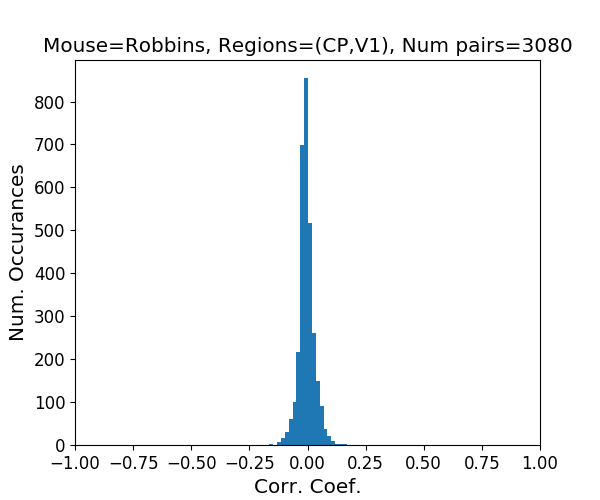 Mouse=Robbins, Regions=(CP,V1), Num pairs=3080
800
700
600
500
400
300
200
100
0
Num. Occurances
−1.00 −0.75 −0.50 −0.25 0.00 0.25 0.50 0.75 1.00
Corr. Coef.